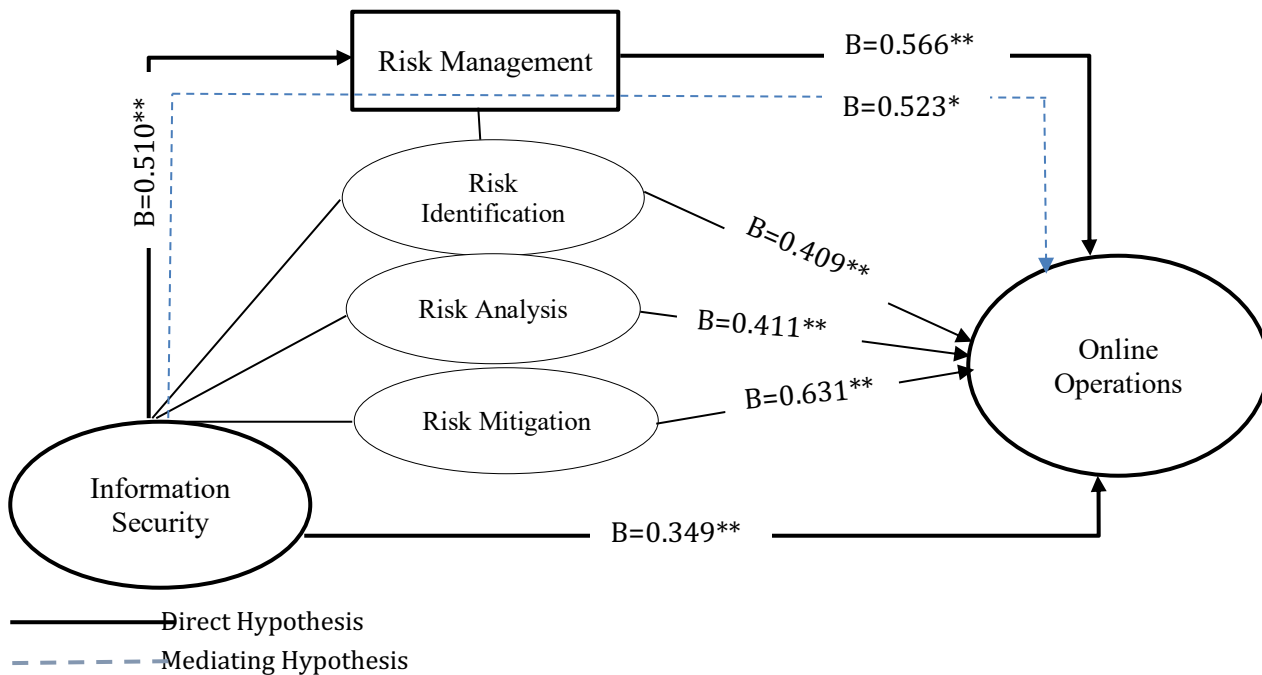 B=0.566**
Risk Management
B=0.523*
B=0.510**
Risk
Identification
B=0.409**
Risk Analysis
B=0.411**
Online
Operations
B=0.631**
Risk Mitigation
Information
Security
B=0.349**
Direct Hypothesis
Mediating Hypothesis